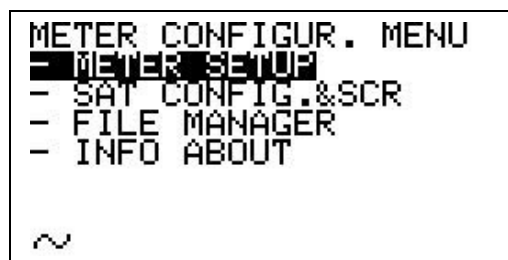 METER CONFIGUR. MENU
- METER SETUP
- SAT CONFIG.&SCR
- FILE MANAGER
- INFO ABOUT
~